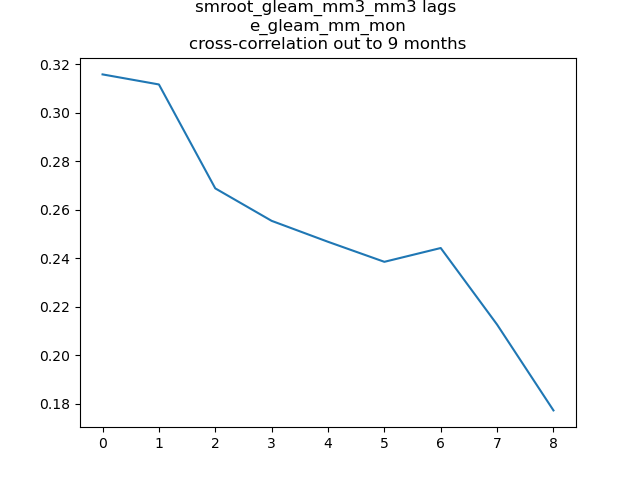 smroot_gleam_mm3_mm3 lags
e_gleam_mm_mon
cross-correlation out to 9 months
0.32
0.30
0.28
0.26
0.24
0.22
0.20
0.18
0 1 2 3 4 5 6 7 8